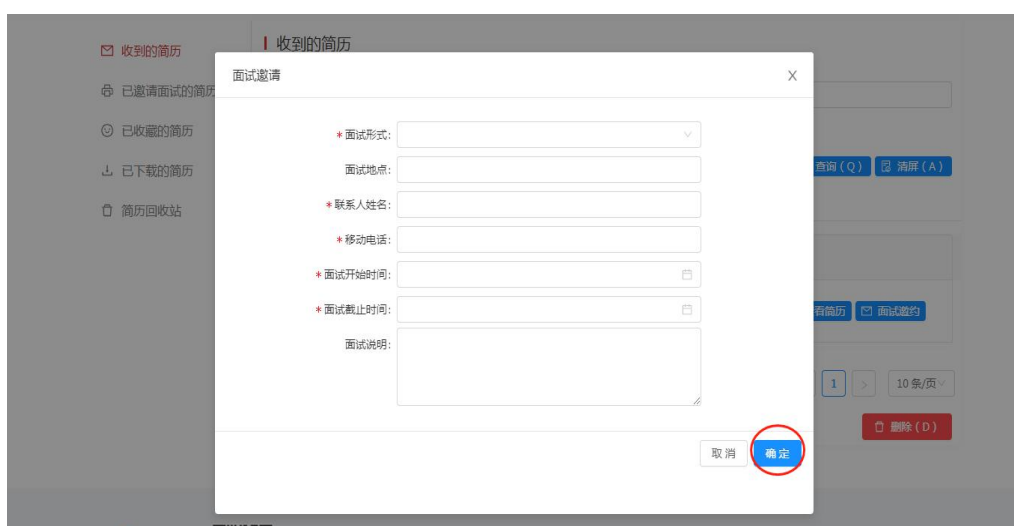 收到的简历
已邀请面试的简历
已收藏的简历
已下载的简历
简历回收站
收到的简历
面试邀请
X
*面试形式:
面试地点:
*联系人姓名:
*移动电话:
*面试开始时间:
*面试截止时间:
面试说明:
取 消
确 定
查询(Q)
清屏(A)
看简历
面试邀约
1
>
10 条/页
删除(D)